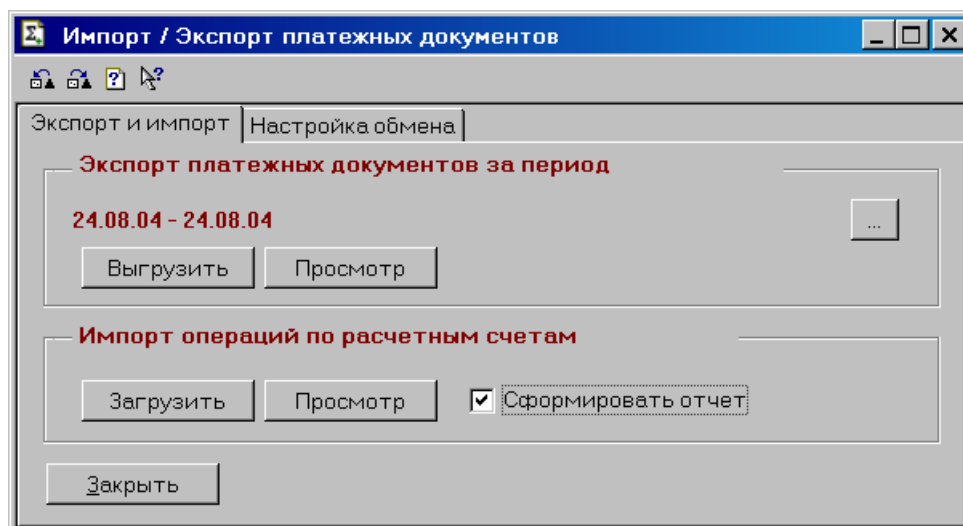 Импорт / Экспорт платежных документов
Экспорт и импорт Настройка обмена
Экспорт платежных документов за период
24.08.04 - 24.08.04 ...
Выгрузить Просмотр
Импорт операций по расчетным счетам
Загрузить Просмотр Сформировать отчет
Закрыть